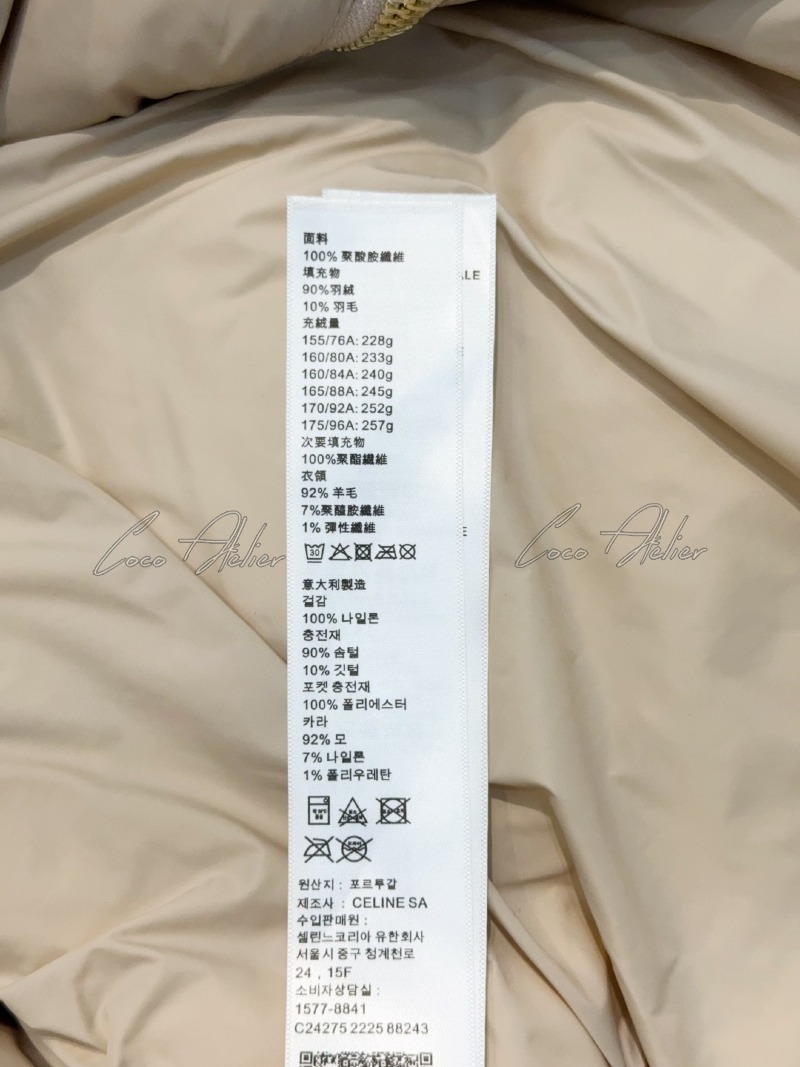 面料
100% 聚酸胺纖維
填充物
90%羽絨
10% 羽毛
充絨量
155/76A: 228g
160/80A: 233g
160/84A: 240g
165/88A: 245g
170/92A: 252g
175/96A: 257g
次要填充物
100%聚酯纖維
衣領
92% 羊毛
7%聚醯胺纖維
1% 彈性纖維
30
意大利製造
겉감
100% 나일론
충전재
90% 솜털
10% 깃털
포켓 충전재
100% 폴리에스터
카라
92% 모
7% 나일론
1% 폴리우레탄
원산지 : 포르투갈
제조사 : CELINE SA
수입판매원 :
셀린느코리아 유한회사
서울시 중구 청계천로
24 , 15F
소비자상담실 :
1577-8841
C24275 2225 88243
LE
E
Coco Atelier
Coco Atelier